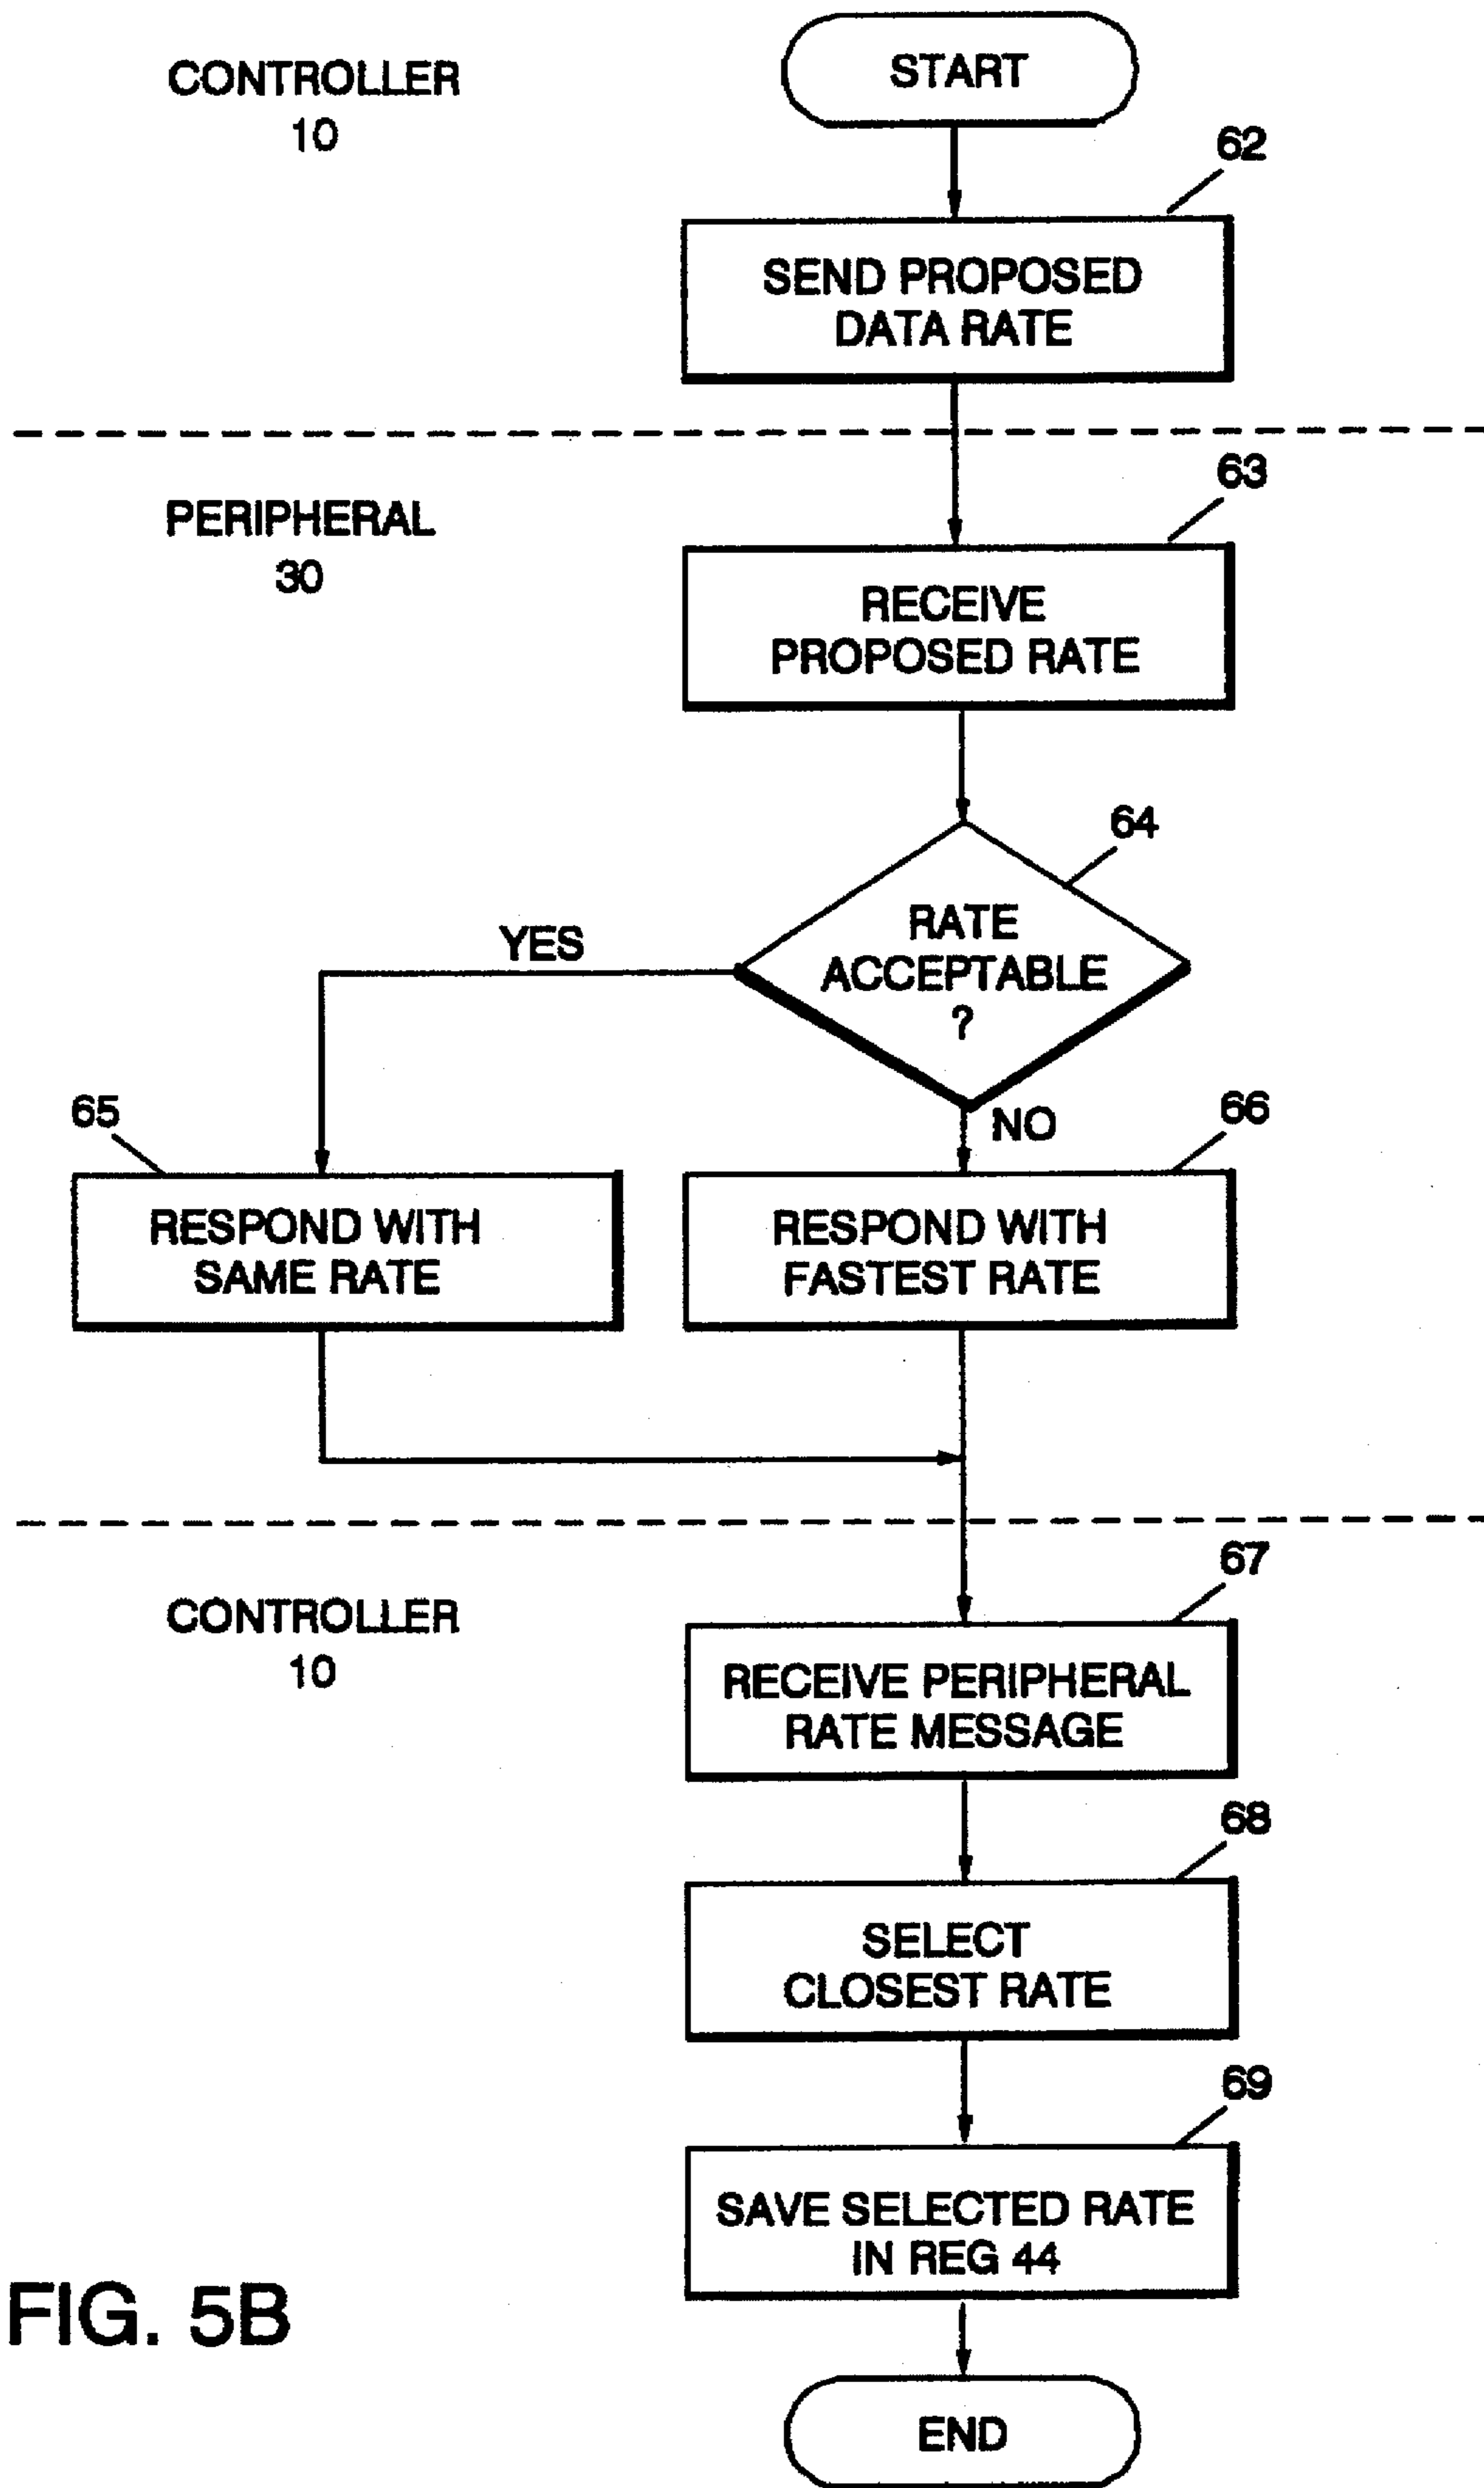 CONTROLLER
10
START
62
SEND PROPOSED
DATA RATE
PERIPHERAL
30
63
RECEIVE
PROPOSED RATE
64
RATE
ACCEPTABLE
?
YES
NO
65
RESPOND WITH
SAME RATE
66
RESPOND WITH
FASTEST RATE
CONTROLLER
10
67
RECEIVE PERIPHERAL
RATE MESSAGE
68
SELECT
CLOSEST RATE
69
SAVE SELECTED RATE
IN REG 44
END
FIG. 5B